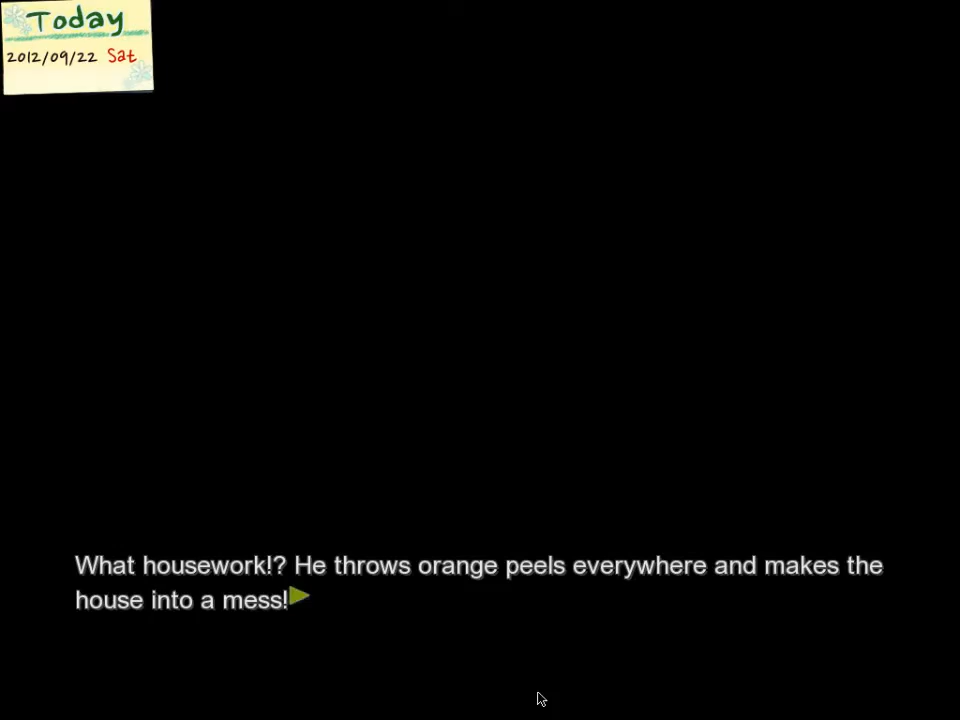 Today
2012/09/22 Sat
What housework!? He throws orange peels everywhere and makes the
house into a mess!